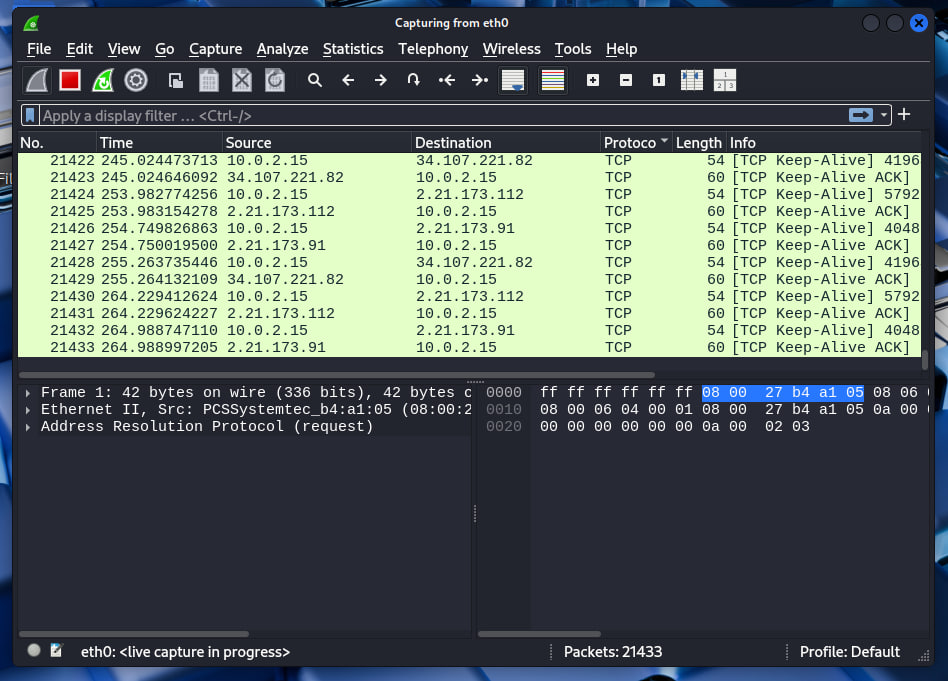 Capturing from eth0
File Edit View Go Capture Analyze Statistics Telephony Wireless Tools Help
Apply a display filter … <Ctrl-/>
No. Time Source Destination Protoco Length Info
21422 245.024473713 10.0.2.15 34.107.221.82 TCP 54 [TCP Keep-Alive] 4196
21423 245.024646092 34.107.221.82 10.0.2.15 TCP 60 [TCP Keep-Alive ACK]
21424 253.982774256 10.0.2.15 2.21.173.112 TCP 54 [TCP Keep-Alive] 5792
21425 253.983154278 2.21.173.112 10.0.2.15 TCP 60 [TCP Keep-Alive ACK]
21426 254.749826863 10.0.2.15 2.21.173.91 TCP 54 [TCP Keep-Alive] 4048
21427 254.750019500 2.21.173.91 10.0.2.15 TCP 60 [TCP Keep-Alive ACK]
21428 255.263735446 10.0.2.15 34.107.221.82 TCP 54 [TCP Keep-Alive] 4196
21429 255.264132109 34.107.221.82 10.0.2.15 TCP 60 [TCP Keep-Alive ACK]
21430 264.229412624 10.0.2.15 2.21.173.112 TCP 54 [TCP Keep-Alive] 5792
21431 264.229624227 2.21.173.112 10.0.2.15 TCP 60 [TCP Keep-Alive ACK]
21432 264.988747110 10.0.2.15 2.21.173.91 TCP 54 [TCP Keep-Alive] 4048
21433 264.988997205 2.21.173.91 10.0.2.15 TCP 60 [TCP Keep-Alive ACK]
Frame 1: 42 bytes on wire (336 bits), 42 bytes c
Ethernet II, Src: PCSSystemtec_b4:a1:05 (08:00:2
Address Resolution Protocol (request)
0000 ff ff ff ff ff ff 08 00 27 b4 a1 05 08 06
0010 08 00 06 04 00 01 08 00 27 b4 a1 05 0a 00
0020 00 00 00 00 00 00 0a 00 02 03
eth0: <live capture in progress> Packets: 21433 Profile: Default